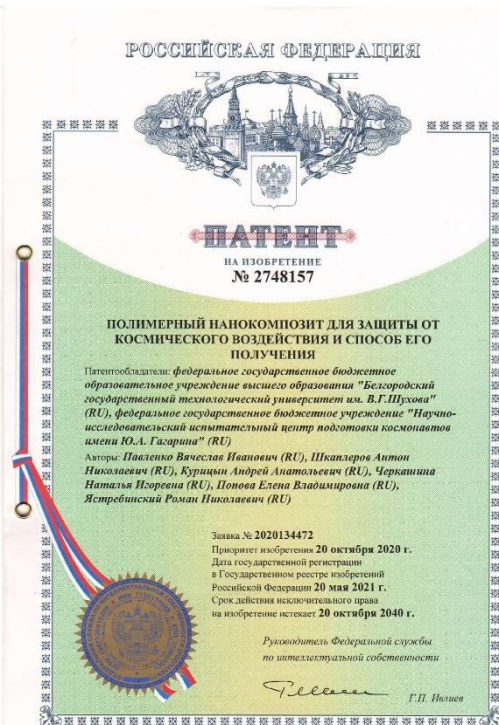 РОССИЙСКАЯ ФЕДЕРАЦИЯ
ПАТЕНТ
НА ИЗОБРЕТЕНИЕ
№ 2748157
ПОЛИМЕРНЫЙ НАНОКОМПОЗИТ ДЛЯ ЗАЩИТЫ ОТ
КОСМИЧЕСКОГО ВОЗДЕЙСТВИЯ И СПОСОБ ЕГО
ПОЛУЧЕНИЯ
Патентообладатели: федеральное государственное бюджетное
образовательное учреждение высшего образования "Белгородский
государственный технологический университет им. В.Г.Шухова"
(RU), федеральное государственное бюджетное учреждение "Научно-
исследовательский испытательный центр подготовки космонавтов
имени Ю.А. Гагарина" (RU)
Авторы: Павленко Вячеслав Иванович (RU), Шкаплеров Антон
Николаевич (RU), Курицын Андрей Анатольевич (RU), Черкашина
Наталья Игоревна (RU), Попова Елена Владимировна (RU),
Ястребинский Роман Николаевич (RU)
Заявка № 2020134472
Приоритет изобретения 20 октября 2020 г.
Дата государственной регистрации
в Государственном реестре изобретений
Российской Федерации 20 мая 2021 г.
Срок действия исключительного права
на изобретение истекает 20 октября 2040 г.
Руководитель Федеральной службы
по интеллектуальной собственности
Г.П. Ивлиев